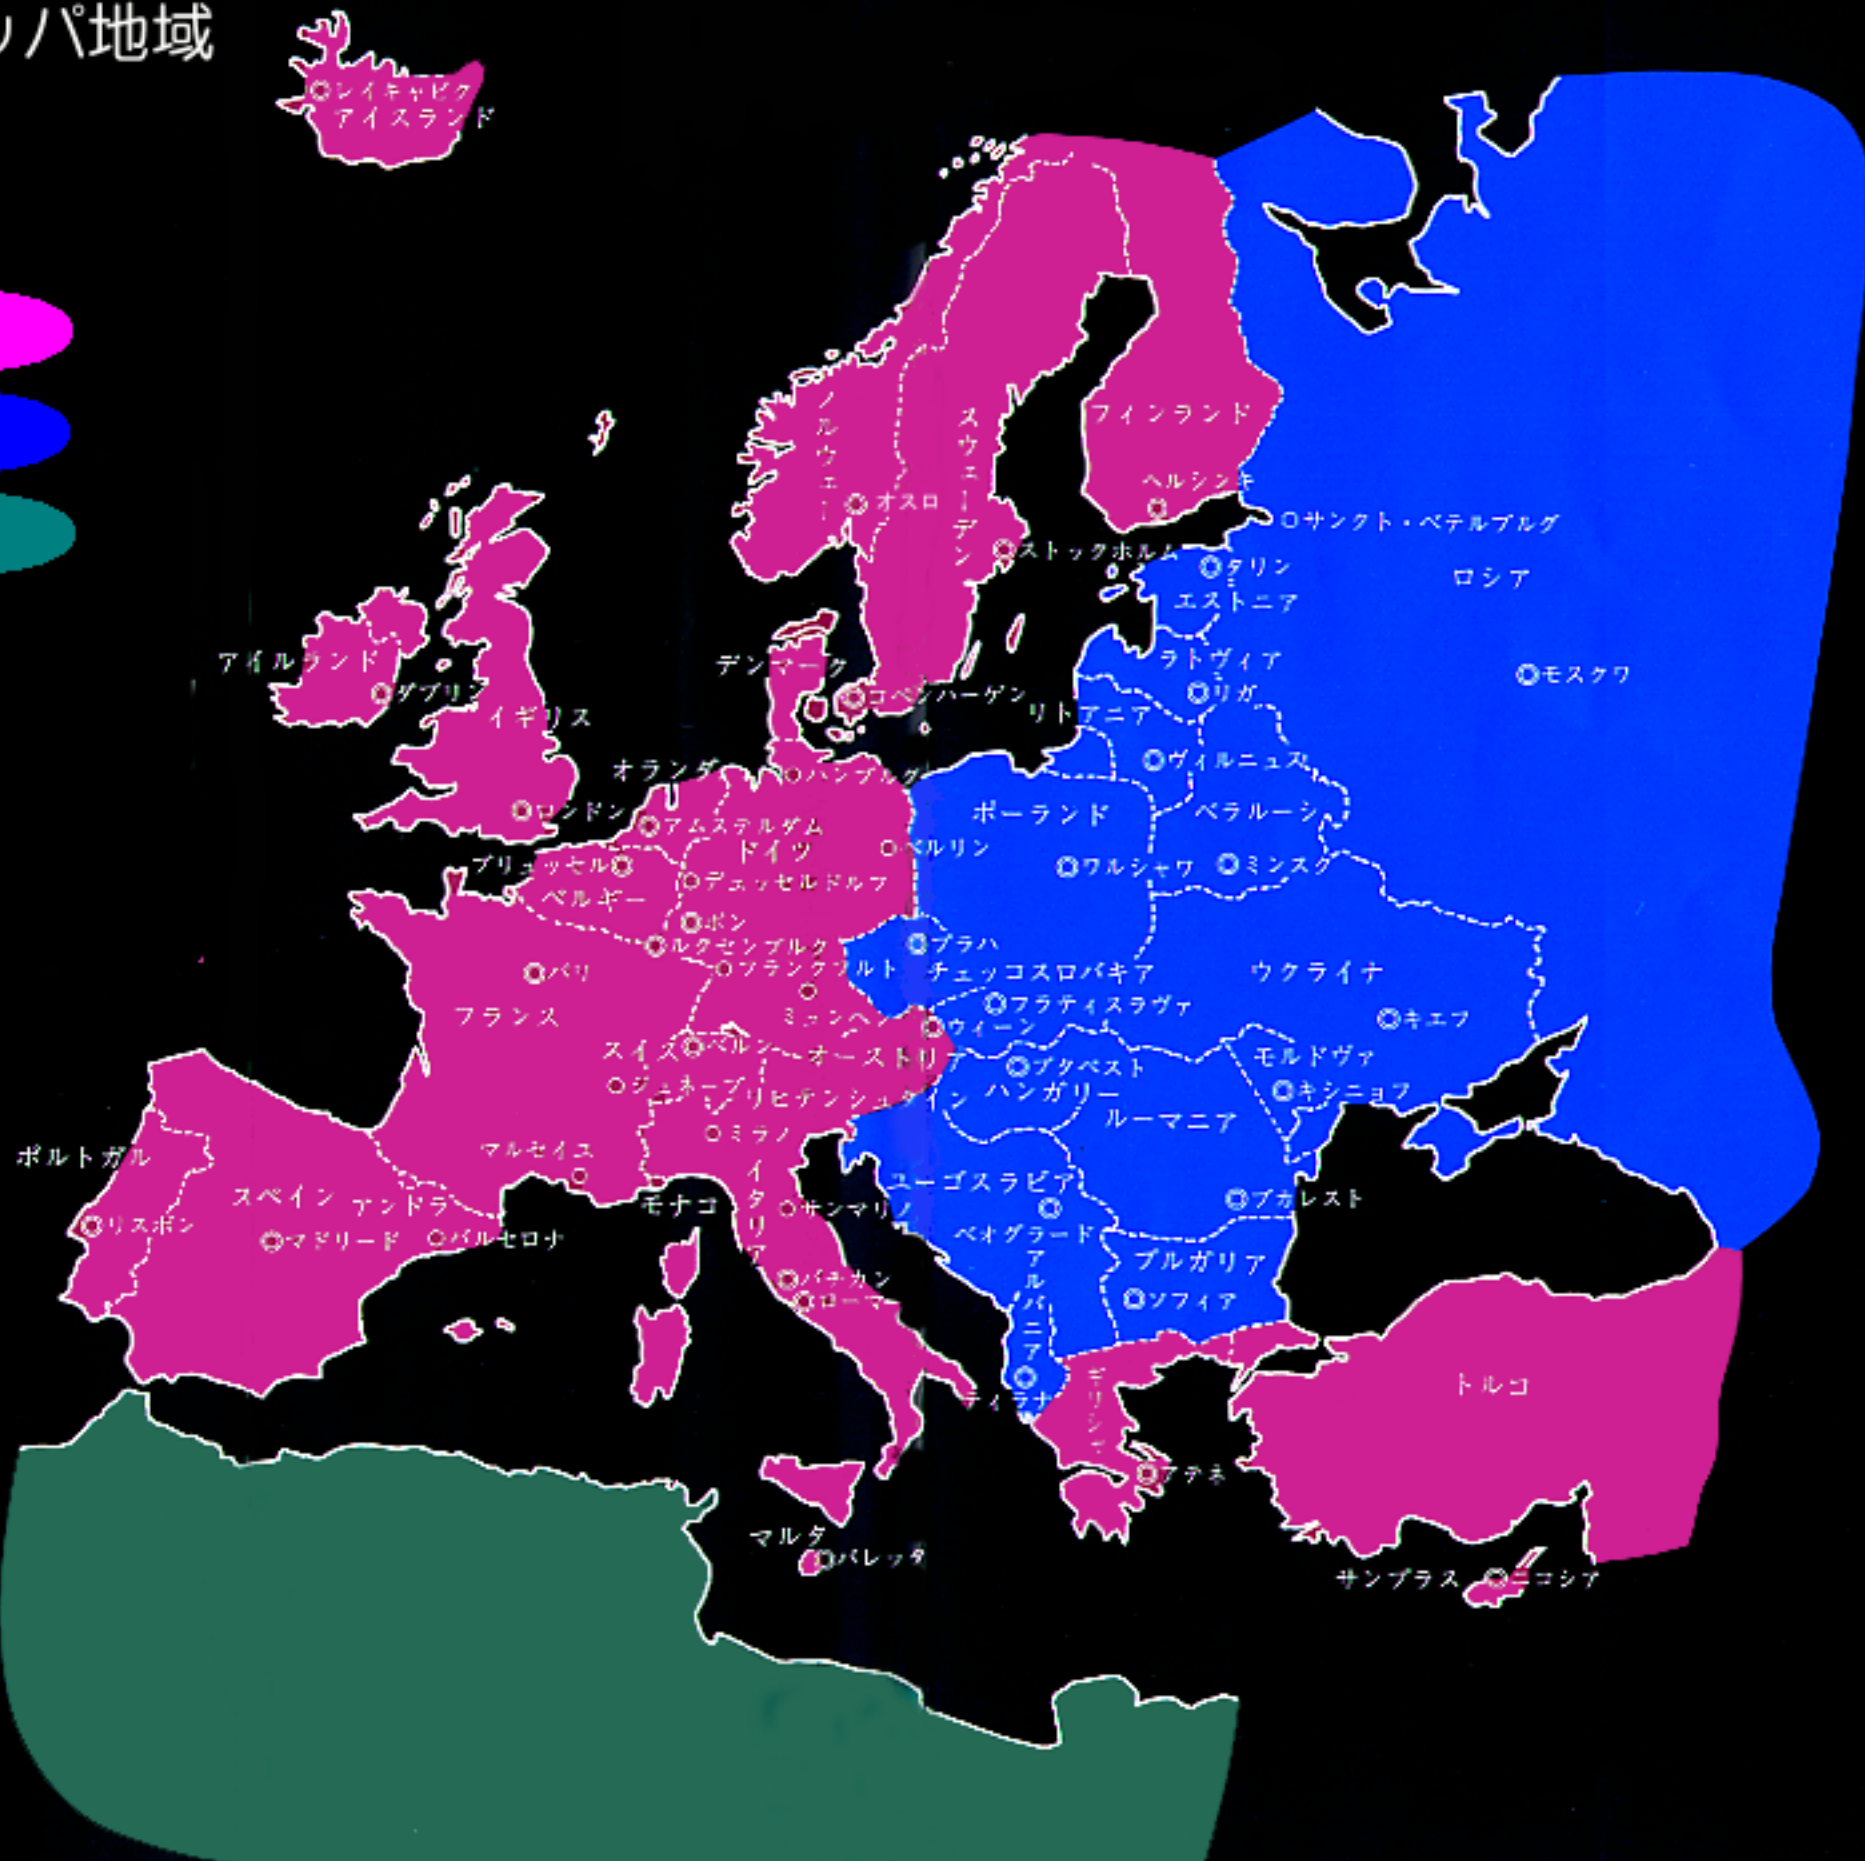 ッパ地域
レイキャビク
アイスランド
ノルウェー
スウェーデン
フィンランド
ヘルシンキ
オスロ
サンクト・ペテルブルグ
ストックホルム
タリン
ロシア
エストニア
アイルランド
デンマーク
ラトヴィア
モスクワ
ダブリン
コペンハーゲン
リガ
イギリス
リトアニア
オランダ
ハンブルグ
ヴィルニュス
ロンドン
アムステルダム
ポーランド
ベラルーシ
ドイツ
ベルリン
ブリュッセル
ワルシャワ
ミンスク
デュッセルドルフ
ベルギー
ボン
ルクセンブルク
プラハ
パリ
フランクフルト
チェッコスロバキア
ウクライナ
フランス
ミュンヘン
ブラティスラヴァ
キエフ
ウィーン
スイス
ベルン
オーストリア
ブタペスト
モルドヴァ
ジュネーブ
リヒテンシュタイン
ハンガリー
キシニョフ
ルーマニア
ミラノ
ポルトガル
マルセイユ
イタリア
ユーゴスラビア
スペイン
アンドラ
モナコ
サンマリノ
ブカレスト
リスボン
マドリード
バルセロナ
ベオグラード
アルバニア
ブルガリア
バチカン
ローマ
ソフィア
ティラナ
ギリシャ
トルコ
アテネ
マルタ
バレッタ
サンプラス
ニコシア